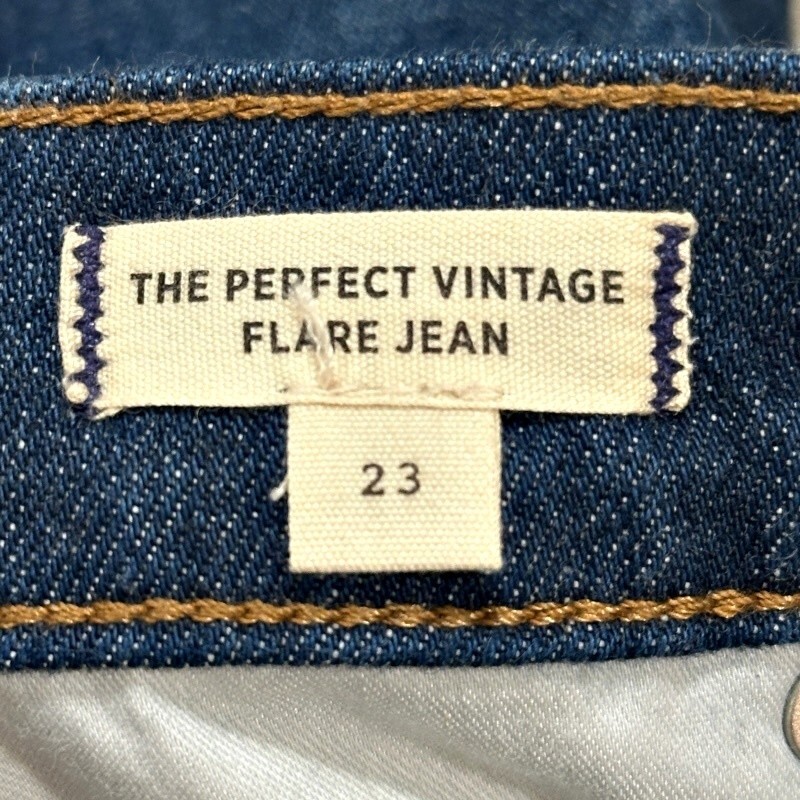 THE PERFECT VINTAGE
FLARE JEAN
23